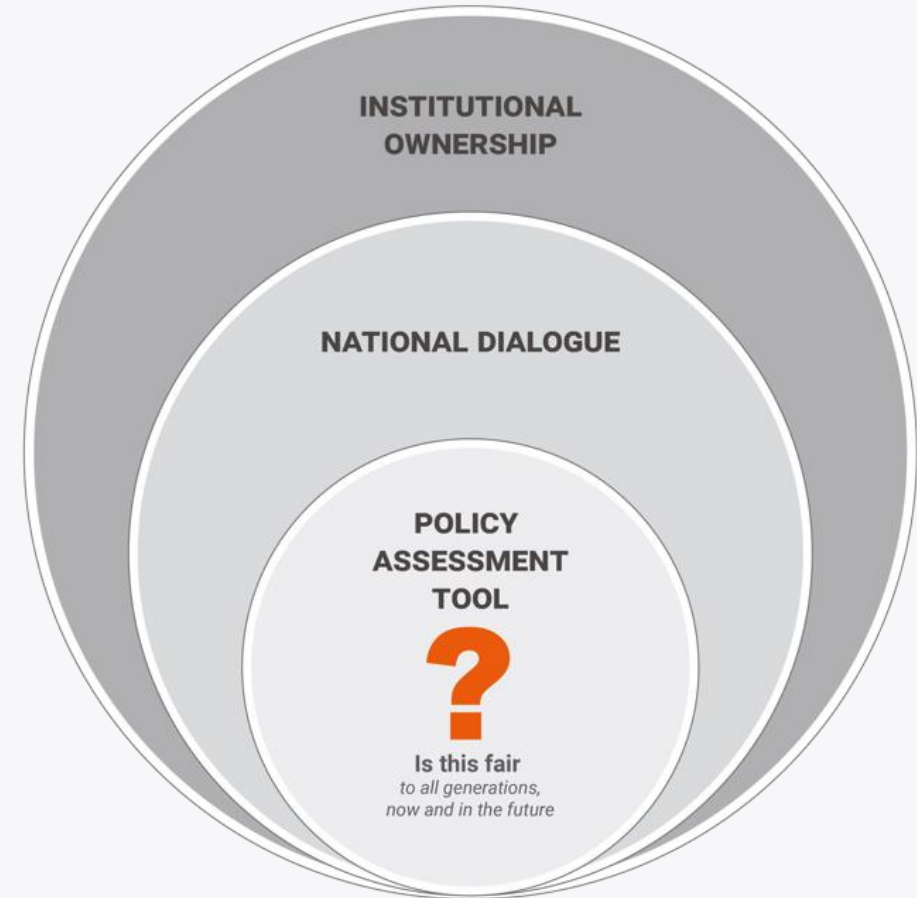 INSTITUTIONAL
OWNERSHIP
NATIONAL DIALOGUE
POLICY
ASSESSMENT
TOOL
?
Is this fair
to all generations,
now and in the future